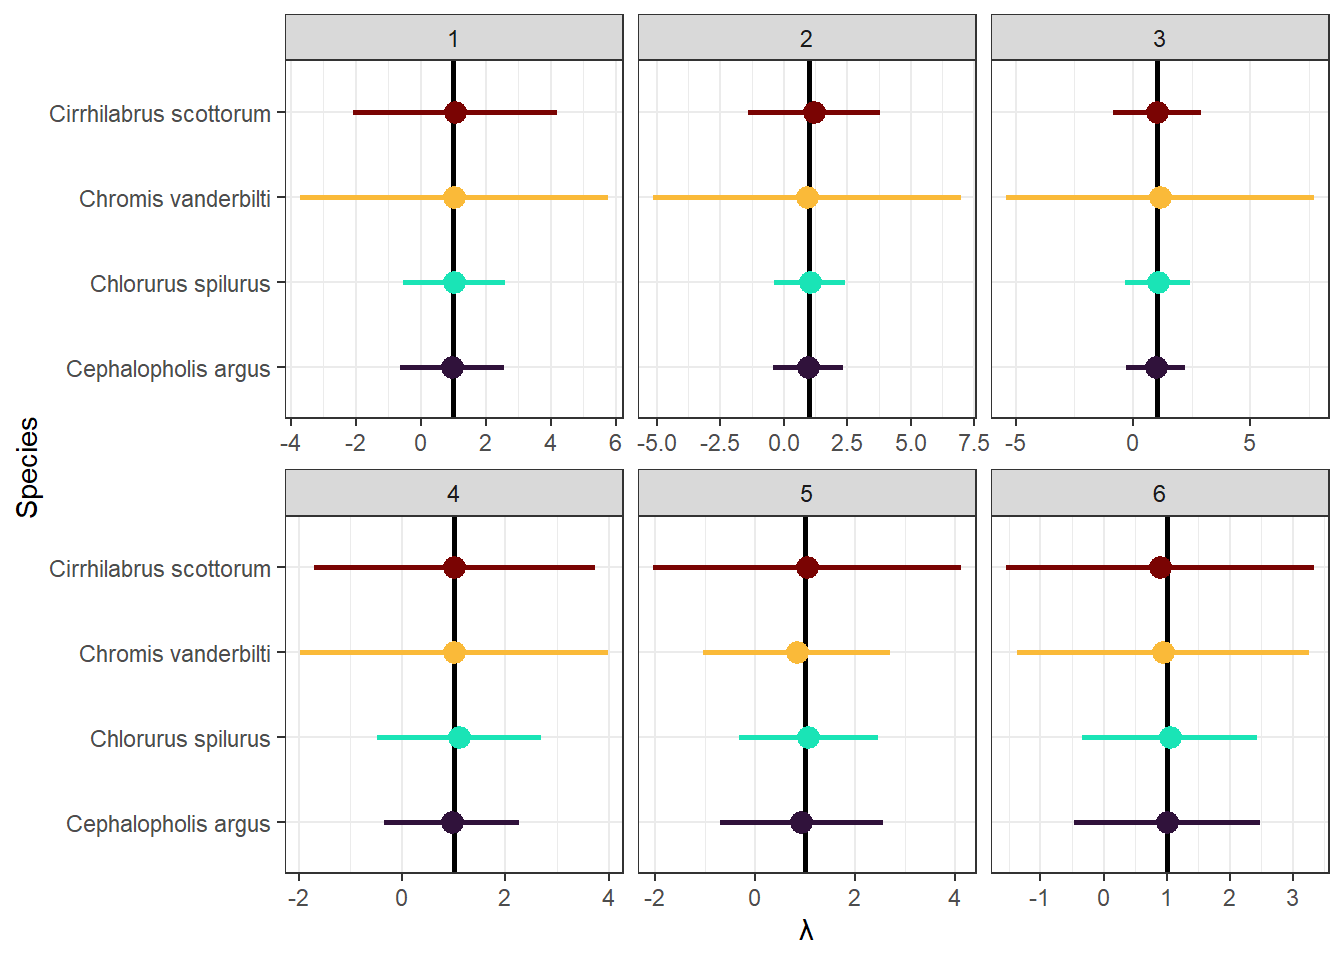 1 2 3
Cirrhilabrus scottorum
Chromis vanderbilti
Chlorurus spilurus
Cephalopholis argus
-4 -2 0 2 4 6 -5.0 -2.5 0.0 2.5 5.0 7.5 -5 0 5
Species
4 5 6
Cirrhilabrus scottorum
Chromis vanderbilti
Chlorurus spilurus
Cephalopholis argus
-2 0 2 4 -2 0 2 4 -1 0 1 2 3
λ